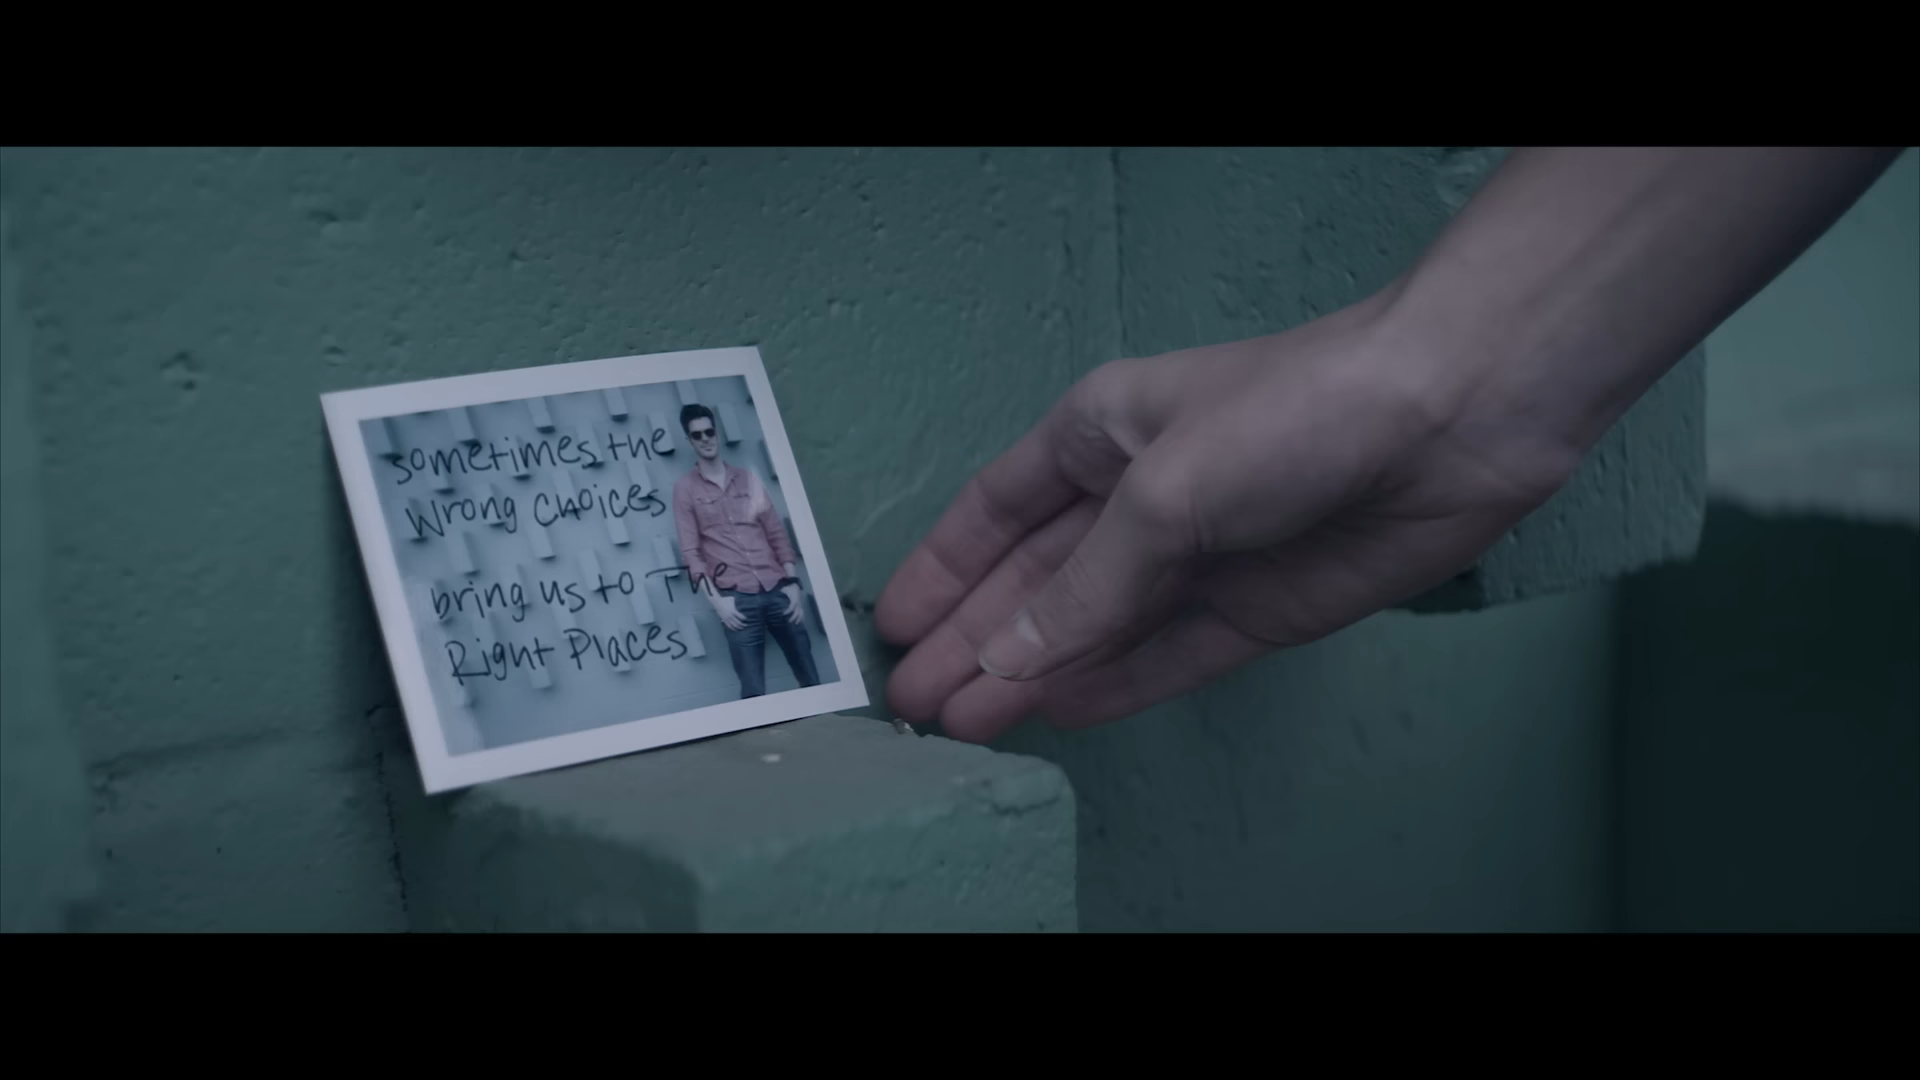 sometimes the
Wrong Choices
bring us to The
Right Places